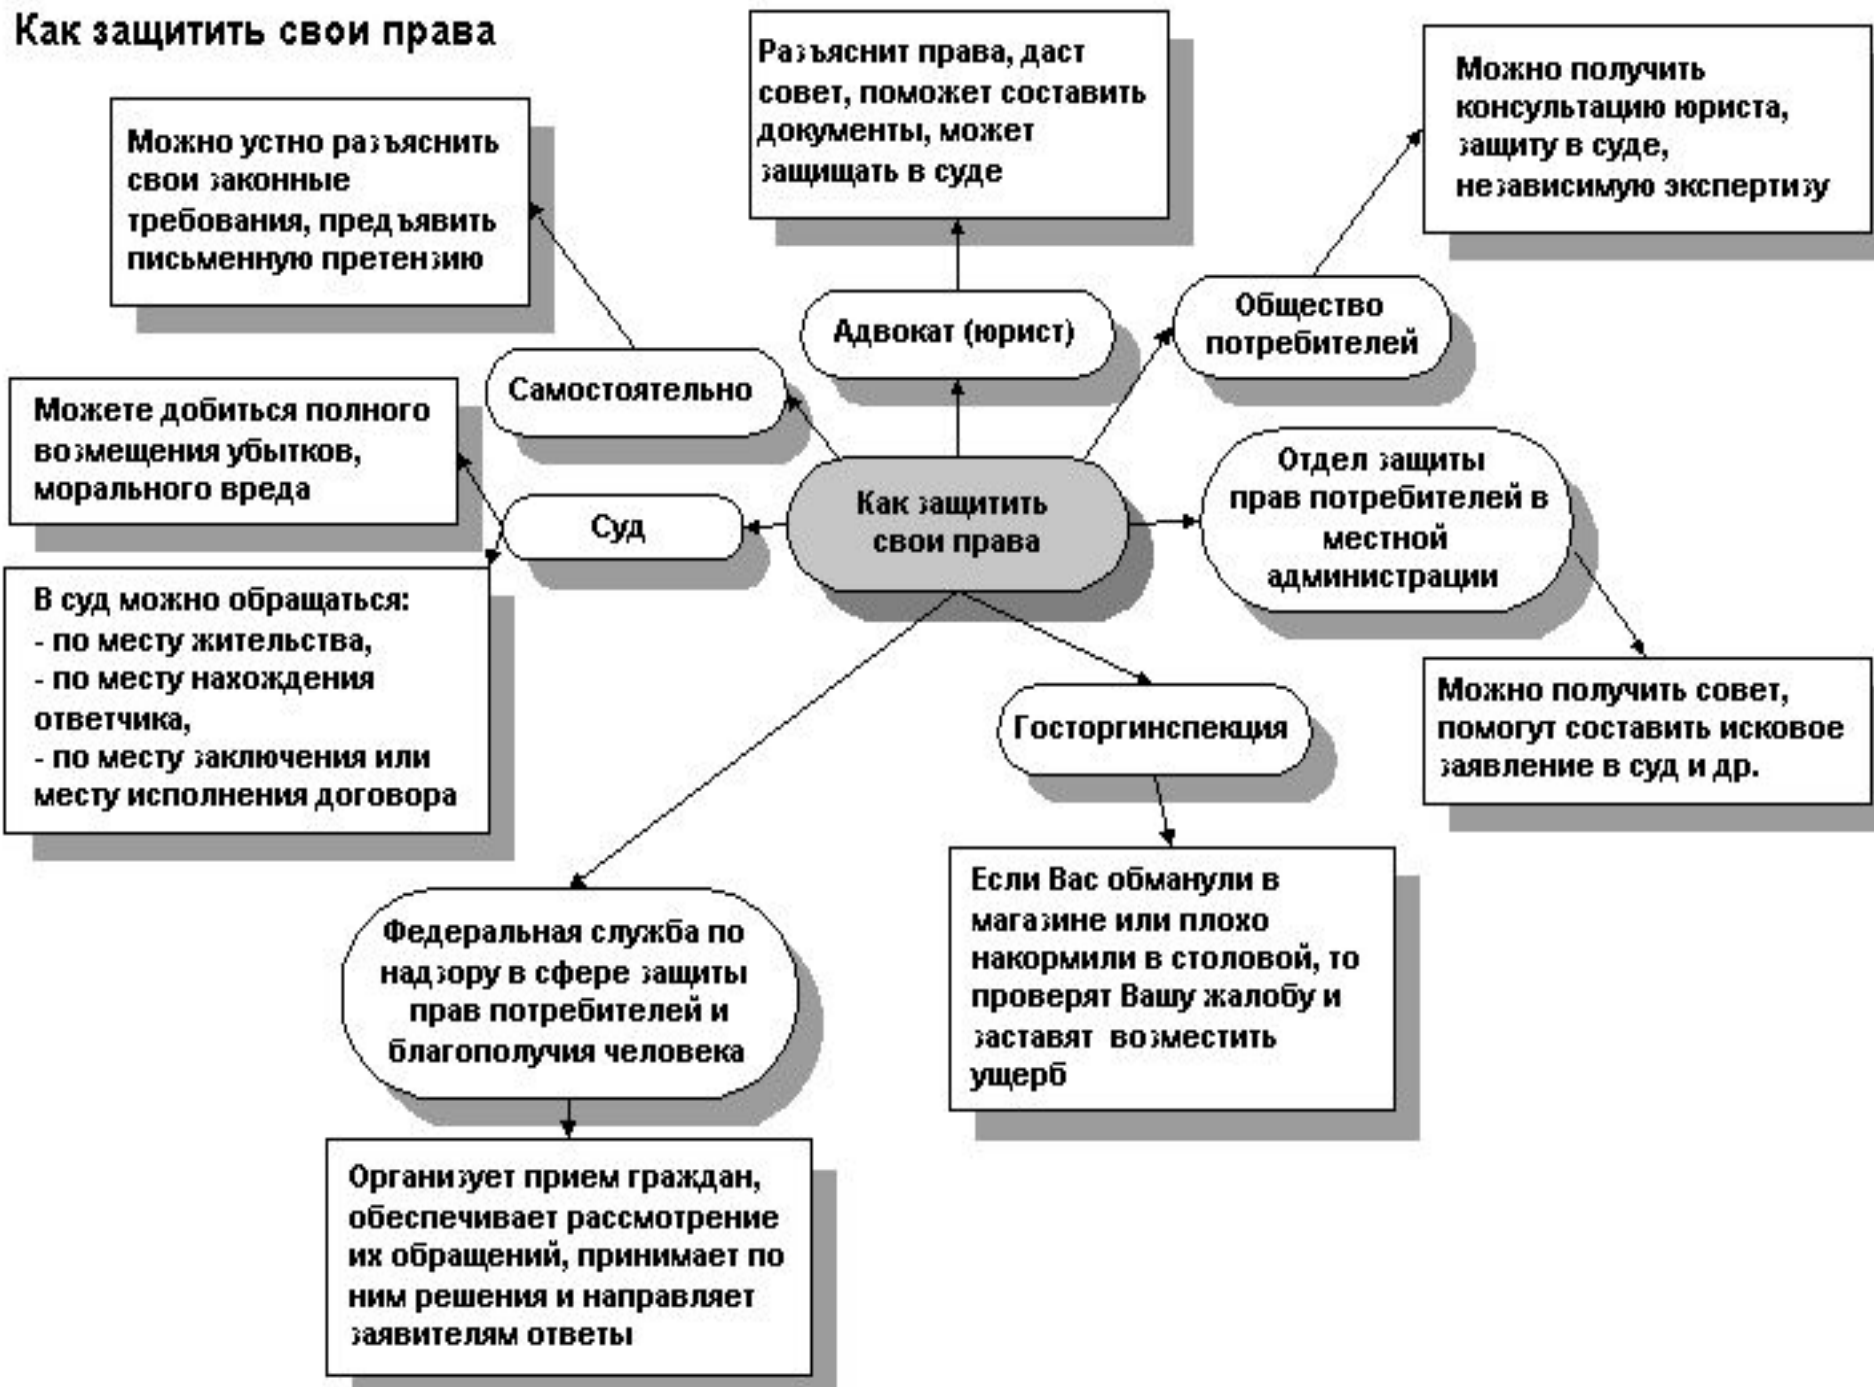 Как защитить свои права
Разъяснит права, даст
совет, поможет составить
документы, может
защищать в суде
Можно получить
консультацию юриста,
защиту в суде,
независимую экспертизу
Можно устно разъяснить
свои законные
требования, предъявить
письменную претензию
Адвокат (юрист)
Общество
потребителей
Самостоятельно
Можете добиться полного
возмещения убытков,
морального вреда
Суд
Как защитить
свои права
Отдел защиты
прав потребителей в
местной
администрации
В суд можно обращаться:
- по месту жительства,
- по месту нахождения
ответчика,
- по месту заключения или
месту исполнения договора
Госторгинспекция
Можно получить совет,
помогут составить исковое
заявление в суд и др.
Федеральная служба по
надзору в сфере защиты
прав потребителей и
благополучия человека
Если Вас обманули в
магазине или плохо
накормили в столовой, то
проверят Вашу жалобу и
заставят возместить
ущерб
Организует прием граждан,
обеспечивает рассмотрение
их обращений, принимает по
ним решения и направляет
заявителям ответы